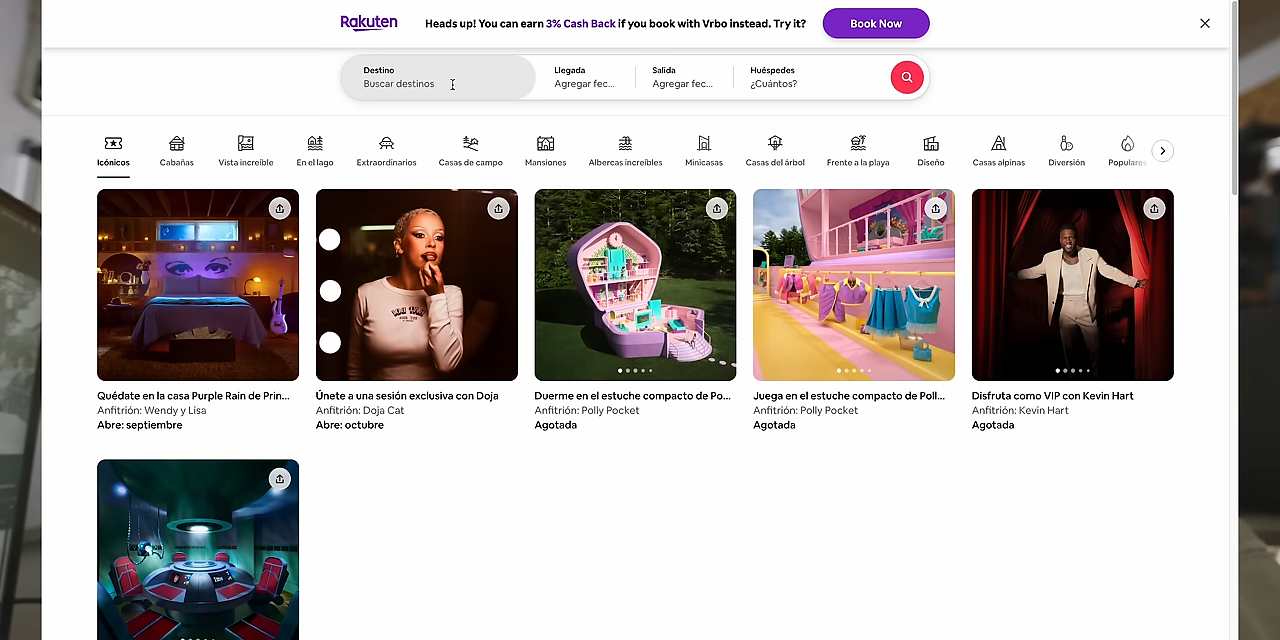 Rakuten
Heads up! You can earn 3% Cash Back if you book with Vrbo instead. Try it?
Book Now
Destino
Buscar destinos
Llegada
Agregar fec...
Salida
Agregar fec...
Huéspedes
¿Cuántos?
Icónicos
Cabañas
Vista increíble
En el lago
Extraordinarios
Casas de campo
Mansiones
Albercas increíbles
Minicasas
Casas del árbol
Frente a la playa
Diseño
Casas alpinas
Diversión
Populares
Quédate en la casa Purple Rain de Prin...
Anfitrión: Wendy y Lisa
Abre: septiembre
Únete a una sesión exclusiva con Doja
Anfitrión: Doja Cat
Abre: octubre
Duerme en el estuche compacto de Po...
Anfitrión: Polly Pocket
Agotada
Juega en el estuche compacto de Poll...
Anfitrión: Polly Pocket
Agotada
Disfruta como VIP con Kevin Hart
Anfitrión: Kevin Hart
Agotada